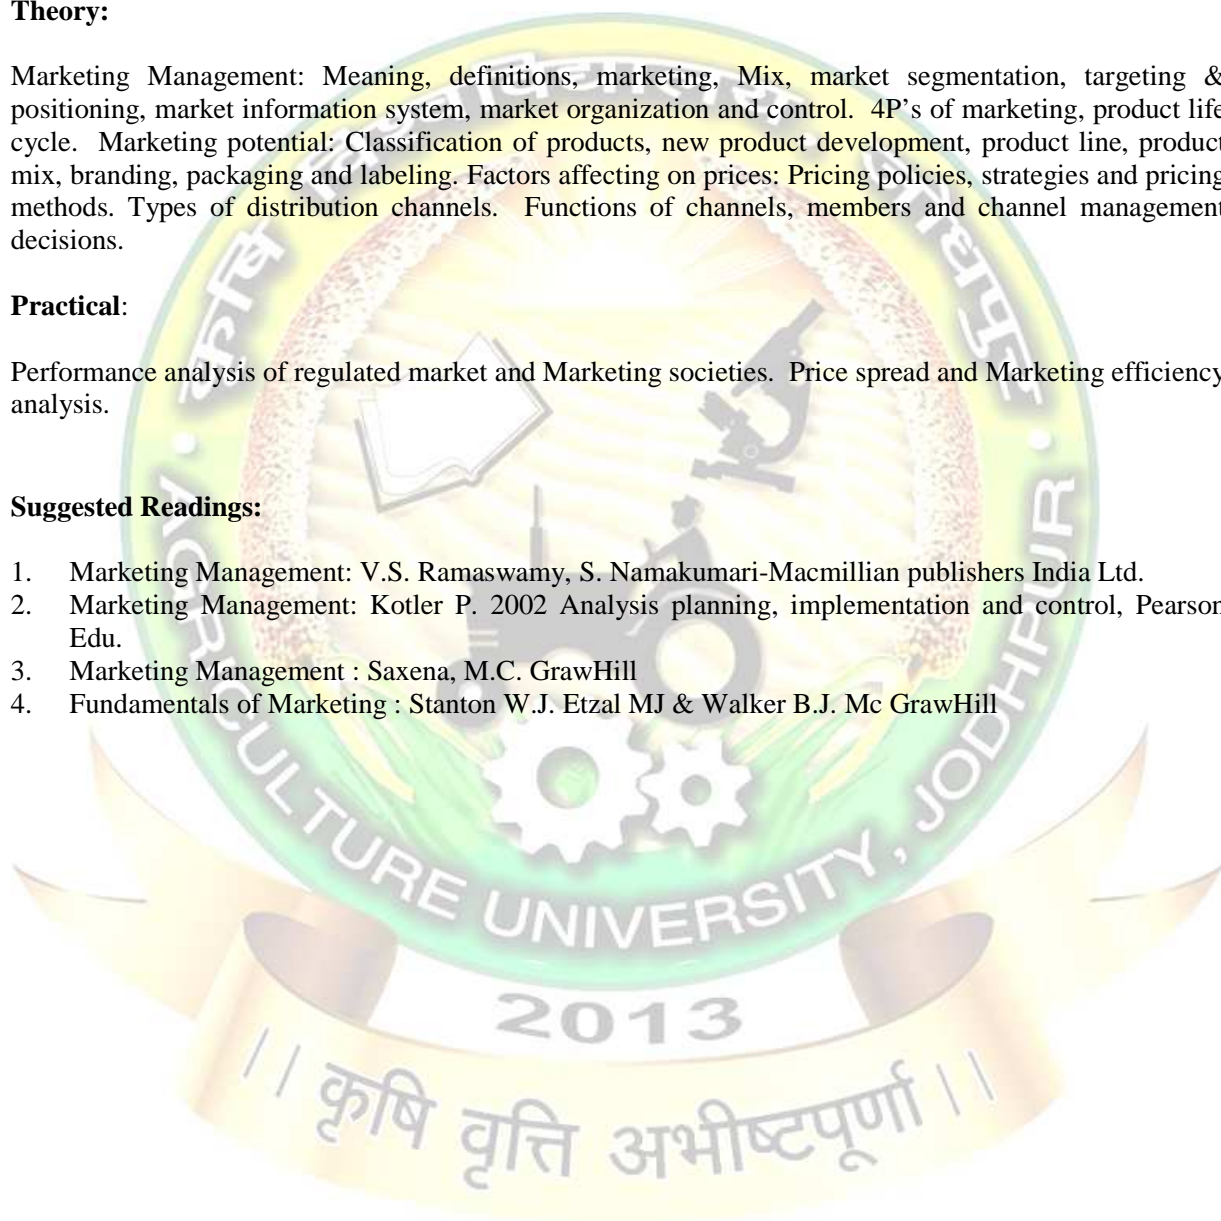 Theory:
Marketing Management: Meaning, definitions, marketing, Mix, market segmentation, targeting &
positioning, market information system, market organization and control. 4P’s of marketing, product life
cycle. Marketing potential: Classification of products, new product development, product line, product
mix, branding, packaging and labeling. Factors affecting on prices: Pricing policies, strategies and pricing
methods. Types of distribution channels. Functions of channels, members and channel management
decisions.
Practical:
Performance analysis of regulated market and Marketing societies. Price spread and Marketing efficiency
analysis.
Suggested Readings:
1. Marketing Management: V.S. Ramaswamy, S. Namakumari-Macmillian publishers India Ltd.
2. Marketing Management: Kotler P. 2002 Analysis planning, implementation and control, Pearson
Edu.
3. Marketing Management : Saxena, M.C. GrawHill
4. Fundamentals of Marketing : Stanton W.J. Etzal MJ & Walker B.J. Mc GrawHill
कृषि विश्वविद्यालय जोधपुर
AGRICULTURE UNIVERSITY, JODHPUR
2013
|| कृषि वृत्ति अभीष्टपूर्णा ||